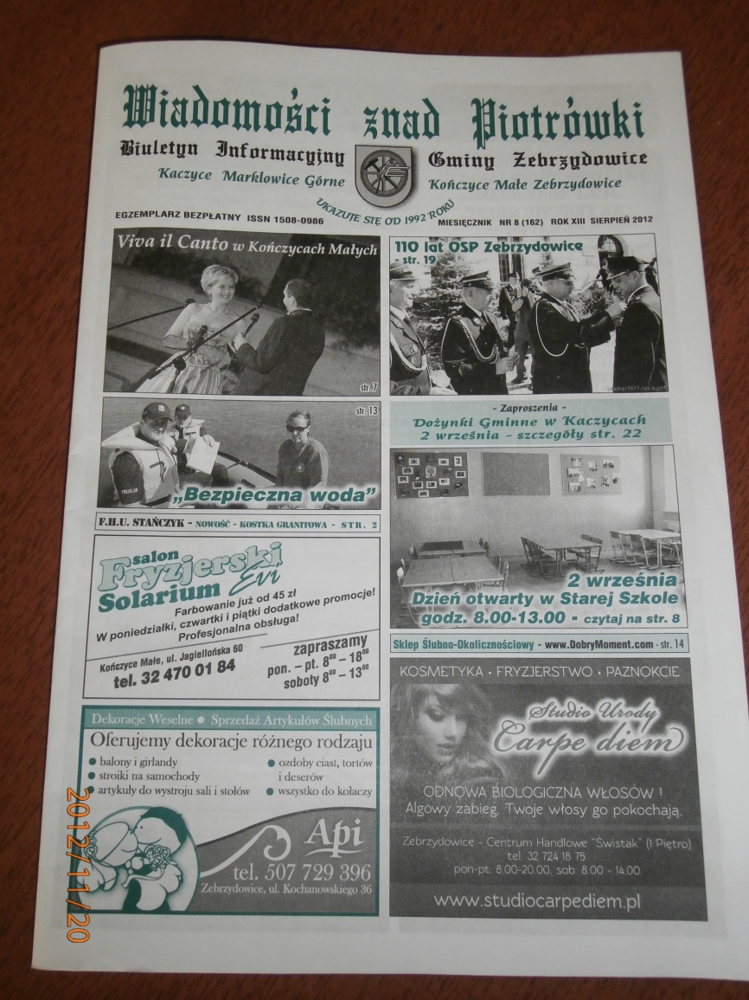 Wiadomości znad Piotrówki
Biuletyn Informacyjny Gminy Zebrzydowice
Kaczyce Marklowice Górne Kończyce Małe Zebrzydowice
UKAZUJE SIĘ OD 1992 ROKU
EGZEMPLARZ BEZPŁATNY ISSN 1508-0986
MIESIĘCZNIK NR 8 (162) ROK XIII SIERPIEŃ 2012
Viva il Canto w Kończycach Małych
str. 7
str. 13
POLICJA
„Bezpieczna woda”
F.H.U. STAŃCZYK - NOWOŚĆ - KOSTKA GRANITOWA - STR. 2
salon
Fryzjerski
Solarium Evi
Farbowanie już od 45 zł
W poniedziałki, czwartki i piątki dodatkowe promocje!
Profesjonalna obsługa!
Kończyce Małe, ul. Jagiellońska 60
tel. 32 470 01 84
zapraszamy
pon. – pt. 8⁰⁰ – 18⁰⁰
soboty 8⁰⁰ – 13⁰⁰
Dekoracje Weselne ● Sprzedaż Artykułów Ślubnych
Oferujemy dekoracje różnego rodzaju
● balony i girlandy
● stroiki na samochody
● artykuły do wystroju sali i stołów
● ozdoby ciast, tortów
i deserów
● wszystko do kołaczy
Api
tel. 507 729 396
Zebrzydowice, ul. Kochanowskiego 36
110 lat OSP Zebrzydowice
- str. 19
- Zaproszenia -
Dożynki Gminne w Kaczycach
2 września - szczegóły str. 22
2 września
Dzień otwarty w Starej Szkole
godz. 8.00-13.00 - czytaj na str. 8
Sklep Ślubno-Okolicznościowy - www.DobryMoment.com - str. 14
KOSMETYKA • FRYZJERSTWO • PAZNOKCIE
Studio Urody
Carpe diem
ODNOWA BIOLOGICZNA WŁOSÓW !
Algowy zabieg, Twoje włosy go pokochają.
Zebrzydowice - Centrum Handlowe "Świstak" (1 Piętro)
tel. 32 724 18 75
pon-pt: 8.00-20.00, sob: 8.00 - 14.00
www.studiocarpediem.pl
2012/11/20